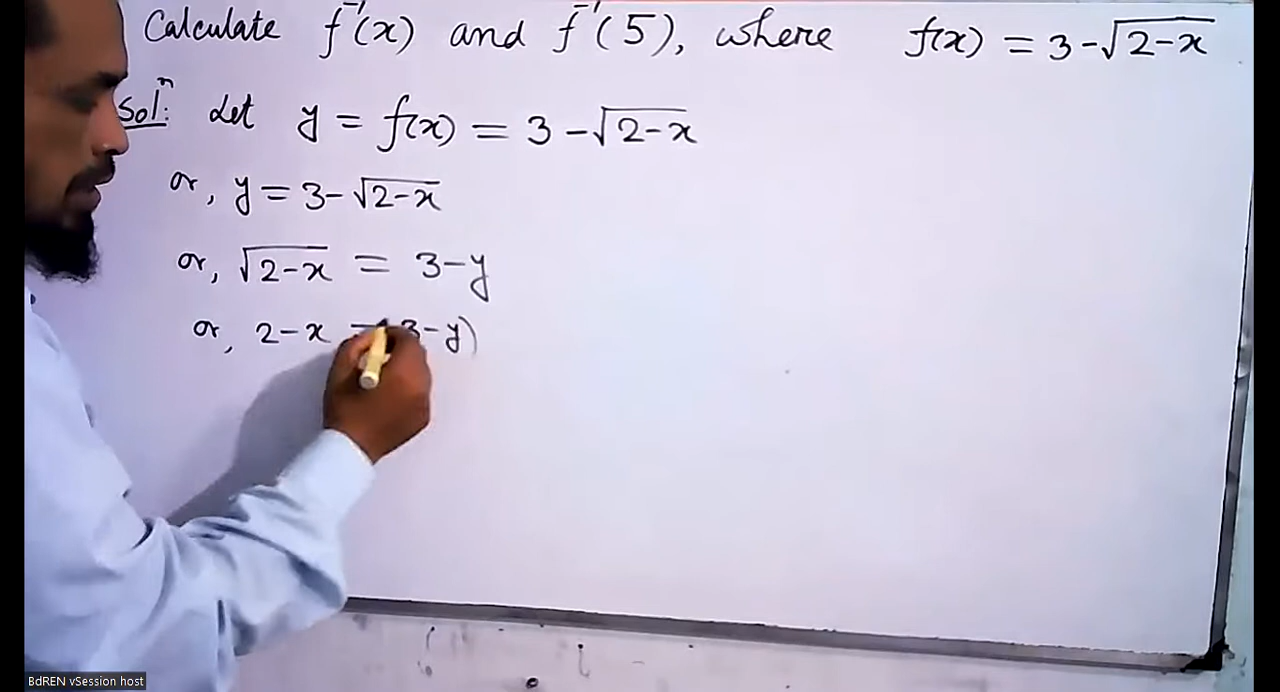 Calculate f⁻¹(x) and f⁻¹(5), where f(x) = 3-√2-x
Solⁿ: Let y = f(x) = 3-√2-x
or, y = 3-√2-x
or, √2-x = 3-y
or, 2-x = 3-y)
BdREN vSession host